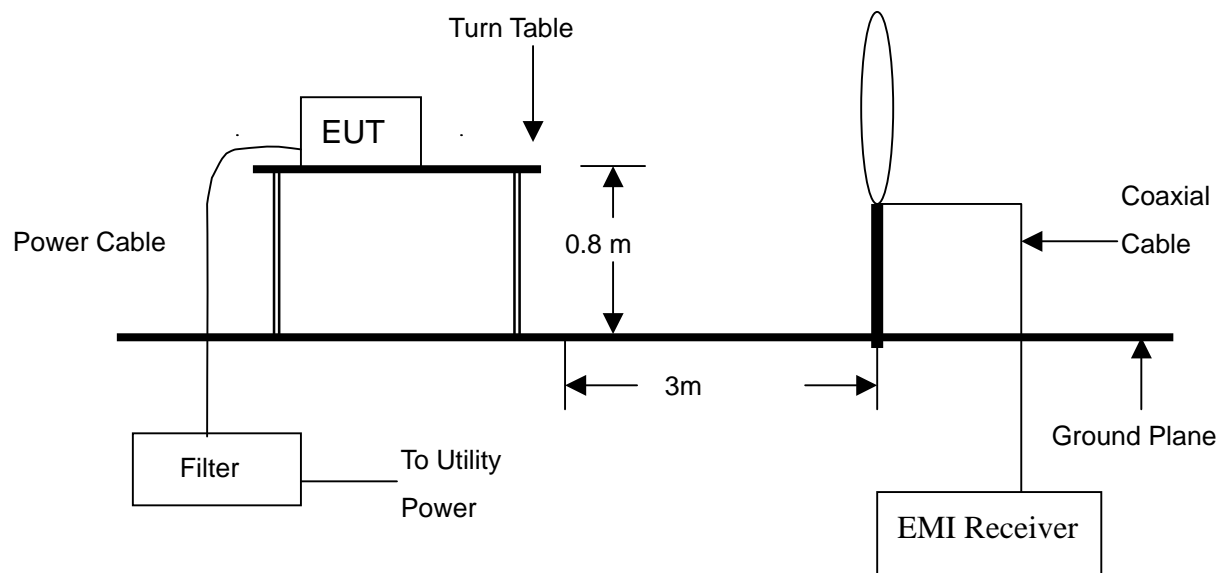 Turn Table
EUT
Coaxial
Cable
Power Cable
0.8 m
3m
Ground Plane
Filter
To Utility
Power
EMI Receiver